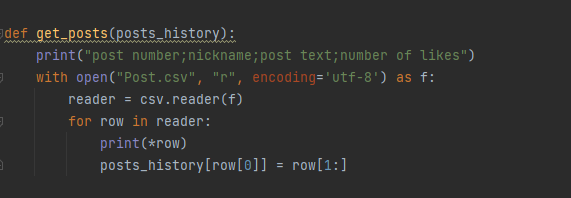 def get_posts(posts_history):
    print("post number;nickname;post text;number of likes")
    with open("Post.csv", "r", encoding='utf-8') as f:
        reader = csv.reader(f)
        for row in reader:
            print(*row)
            posts_history[row[0]] = row[1:]